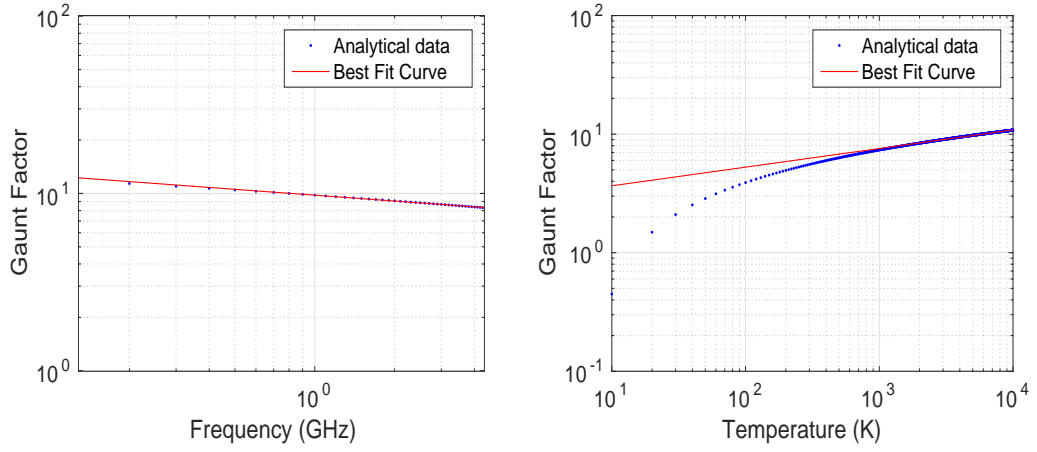 10^2
10^1
10^0
Gaunt Factor
Analytical data
Best Fit Curve
10^0
Frequency (GHz)
10^2
10^1
10^0
10^-1
Gaunt Factor
Analytical data
Best Fit Curve
10^1
10^2
10^3
10^4
Temperature (K)